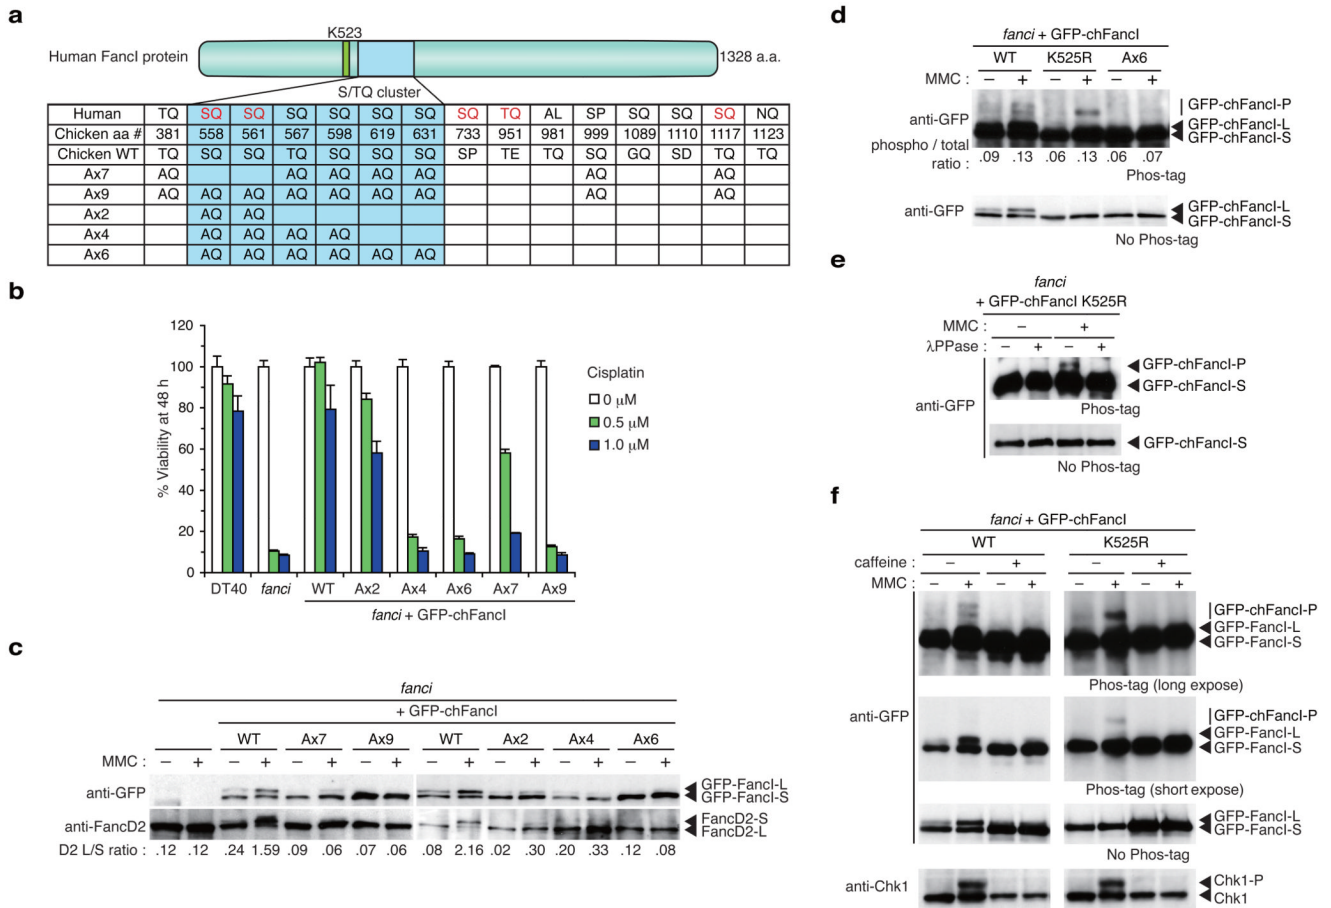 a
K523
Human FancI protein
1328 a.a.
S/TQ cluster
Human TQ SQ SQ SQ SQ SQ SQ SQ TQ AL SP SQ SQ SQ NQ
Chicken aa # 381 558 561 567 598 619 631 733 951 981 999 1089 1110 1117 1123
Chicken WT TQ SQ SQ TQ SQ SQ SQ SP TE TQ SQ GQ SD TQ TQ
Ax7 AQ AQ AQ AQ AQ AQ AQ
Ax9 AQ AQ AQ AQ AQ AQ AQ AQ AQ
Ax2 AQ AQ
Ax4 AQ AQ AQ AQ
Ax6 AQ AQ AQ AQ AQ AQ
b
% Viability at 48 h
120
100
80
60
40
20
0
Cisplatin
0 μM
0.5 μM
1.0 μM
DT40 fanci WT Ax2 Ax4 Ax6 Ax7 Ax9
fanci + GFP-chFancI
c
fanci
+ GFP-chFancI
WT Ax7 Ax9 WT Ax2 Ax4 Ax6
MMC : – + – + – + – + – + – + – + – +
anti-GFP
GFP-FancI-L
GFP-FancI-S
anti-FancD2
FancD2-S
FancD2-L
D2 L/S ratio : .12 .12 .24 1.59 .09 .06 .07 .06 .08 2.16 .02 .30 .20 .33 .12 .08
d
fanci + GFP-chFancI
WT K525R Ax6
MMC : – + – + – +
anti-GFP
GFP-chFancI-P
GFP-chFancI-L
GFP-chFancI-S
phospho / total
ratio : .09 .13 .06 .13 .06 .07
Phos-tag
anti-GFP
GFP-chFancI-L
GFP-chFancI-S
No Phos-tag
e
fanci
+ GFP-chFancI K525R
MMC : – +
λPPase : – + – +
GFP-chFancI-P
GFP-chFancI-S
anti-GFP
Phos-tag
GFP-chFancI-S
No Phos-tag
f
fanci + GFP-chFancI
WT K525R
caffeine : – + – +
MMC : – + – + – + – +
GFP-chFancI-P
GFP-FancI-L
GFP-FancI-S
Phos-tag (long expose)
anti-GFP
GFP-chFancI-P
GFP-FancI-L
GFP-FancI-S
Phos-tag (short expose)
GFP-FancI-L
GFP-FancI-S
No Phos-tag
anti-Chk1
Chk1-P
Chk1